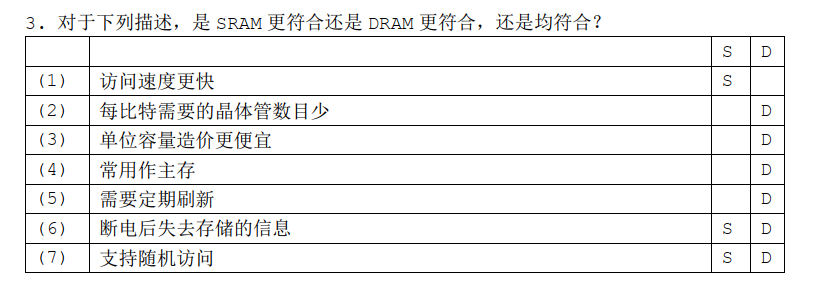 3. 对于下列描述，是 SRAM 更符合还是 DRAM 更符合，还是均符合？
S D
(1) 访问速度更快 S
(2) 每比特需要的晶体管数目少 D
(3) 单位容量造价更便宜 D
(4) 常用作主存 D
(5) 需要定期刷新 D
(6) 断电后失去存储的信息 S D
(7) 支持随机访问 S D